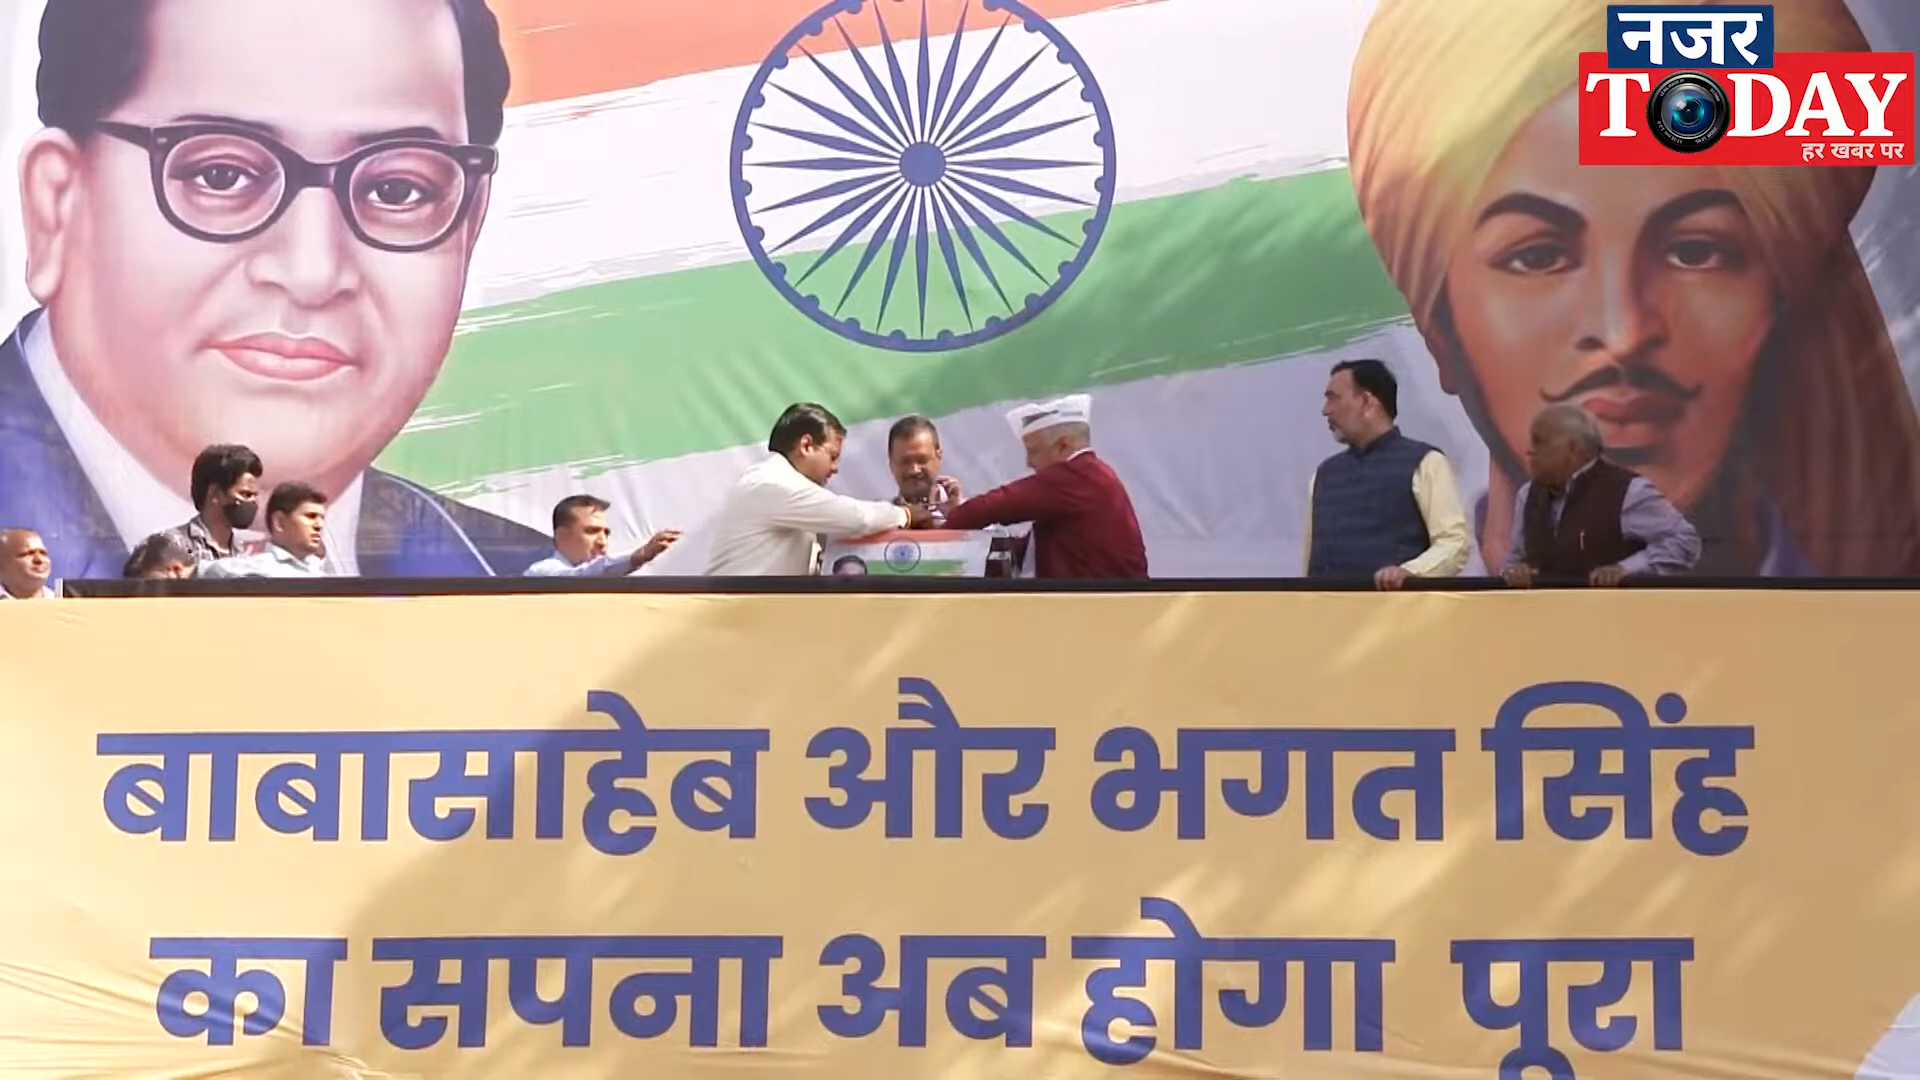 नजर
TODAY
हर खबर पर
बाबासाहेब और भगत सिंह
का सपना अब होगा पूरा